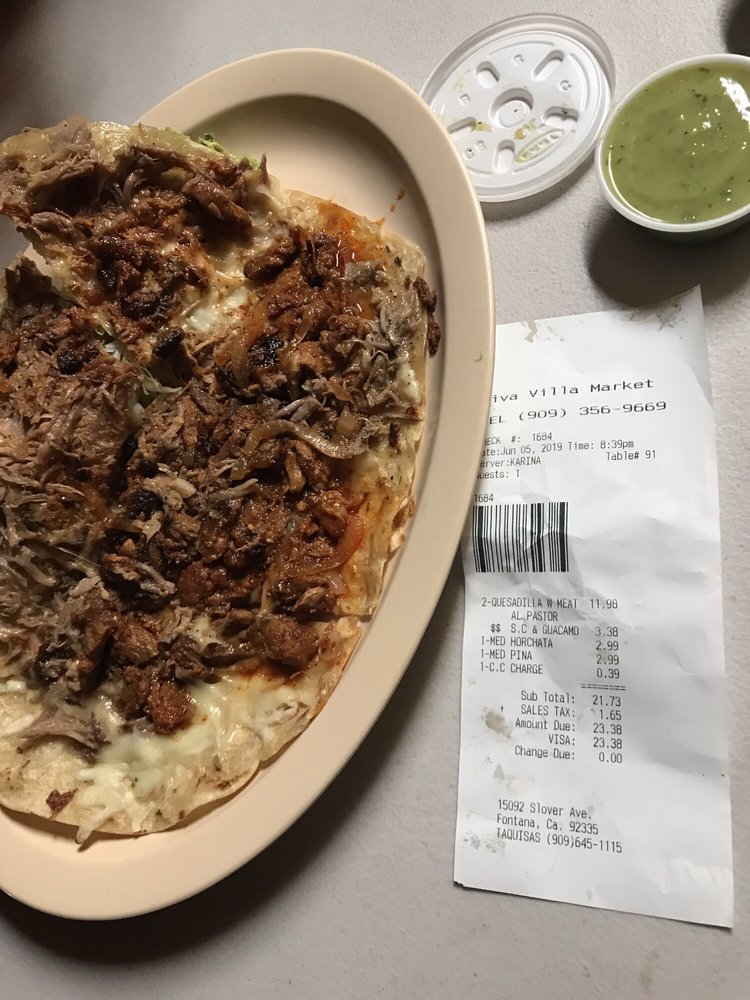 iva Villa Market
EL (909) 356-9669
HECK #: 1684
ate:Jun 05, 2019 Time: 8:39pm
erver:KARINA Table# 91
uests: 1
1684
2-QUESADILLA W MEAT 11.98
AL PASTOR
$$ S.C & GUACAMO 3.38
1-MED HORCHATA 2.99
1-MED PINA 2.99
1-C.C CHARGE 0.39
========
Sub Total: 21.73
+ SALES TAX: 1.65
Amount Due: 23.38
VISA: 23.38
Change Due: 0.00
15092 Slover Ave.
Fontana, Ca. 92335
TAQUISAS (909)645-1115